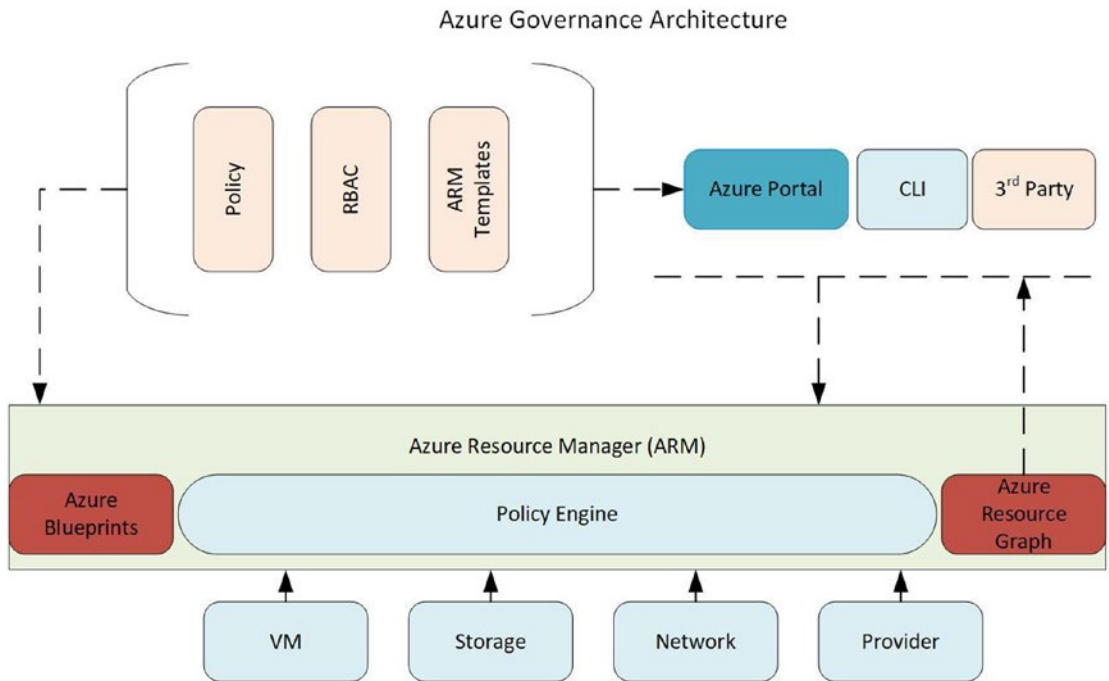 Azure Governance Architecture
Policy
RBAC
ARM
Templates
Azure Portal
CLI
3rd Party
Azure Resource Manager (ARM)
Azure
Blueprints
Policy Engine
Azure
Resource
Graph
VM
Storage
Network
Provider